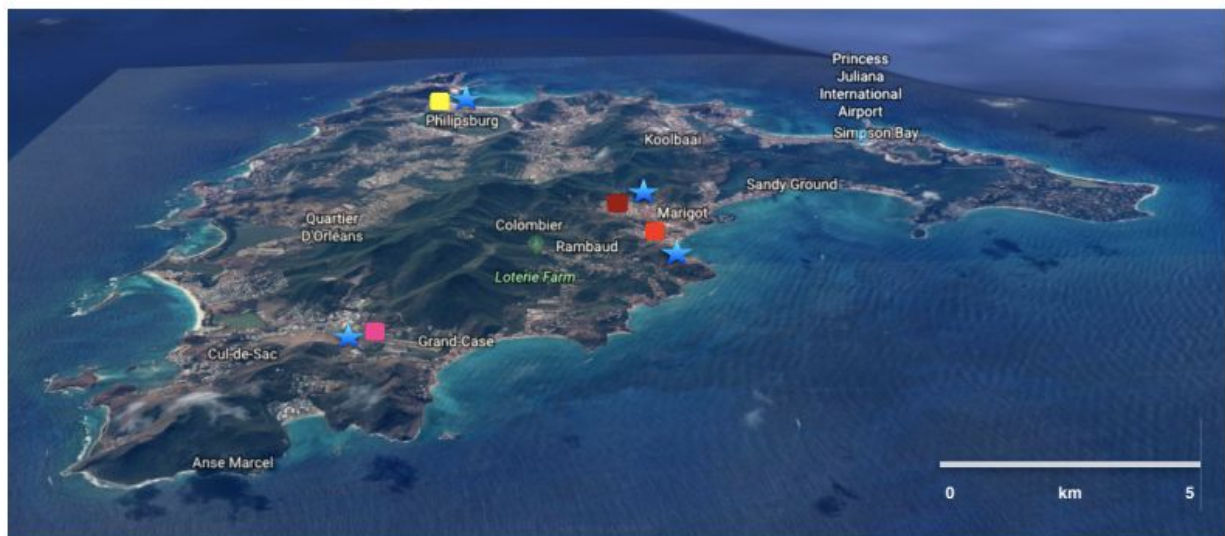 Princess
Juliana
International
Airport
Philipsburg
Koolbaai
Simpson Bay
Sandy Ground
Marigot
Quartier
D'Orléans
Colombier
Rambaud
Loterie Farm
Grand-Case
Cul-de-Sac
Anse Marcel
0 km 5